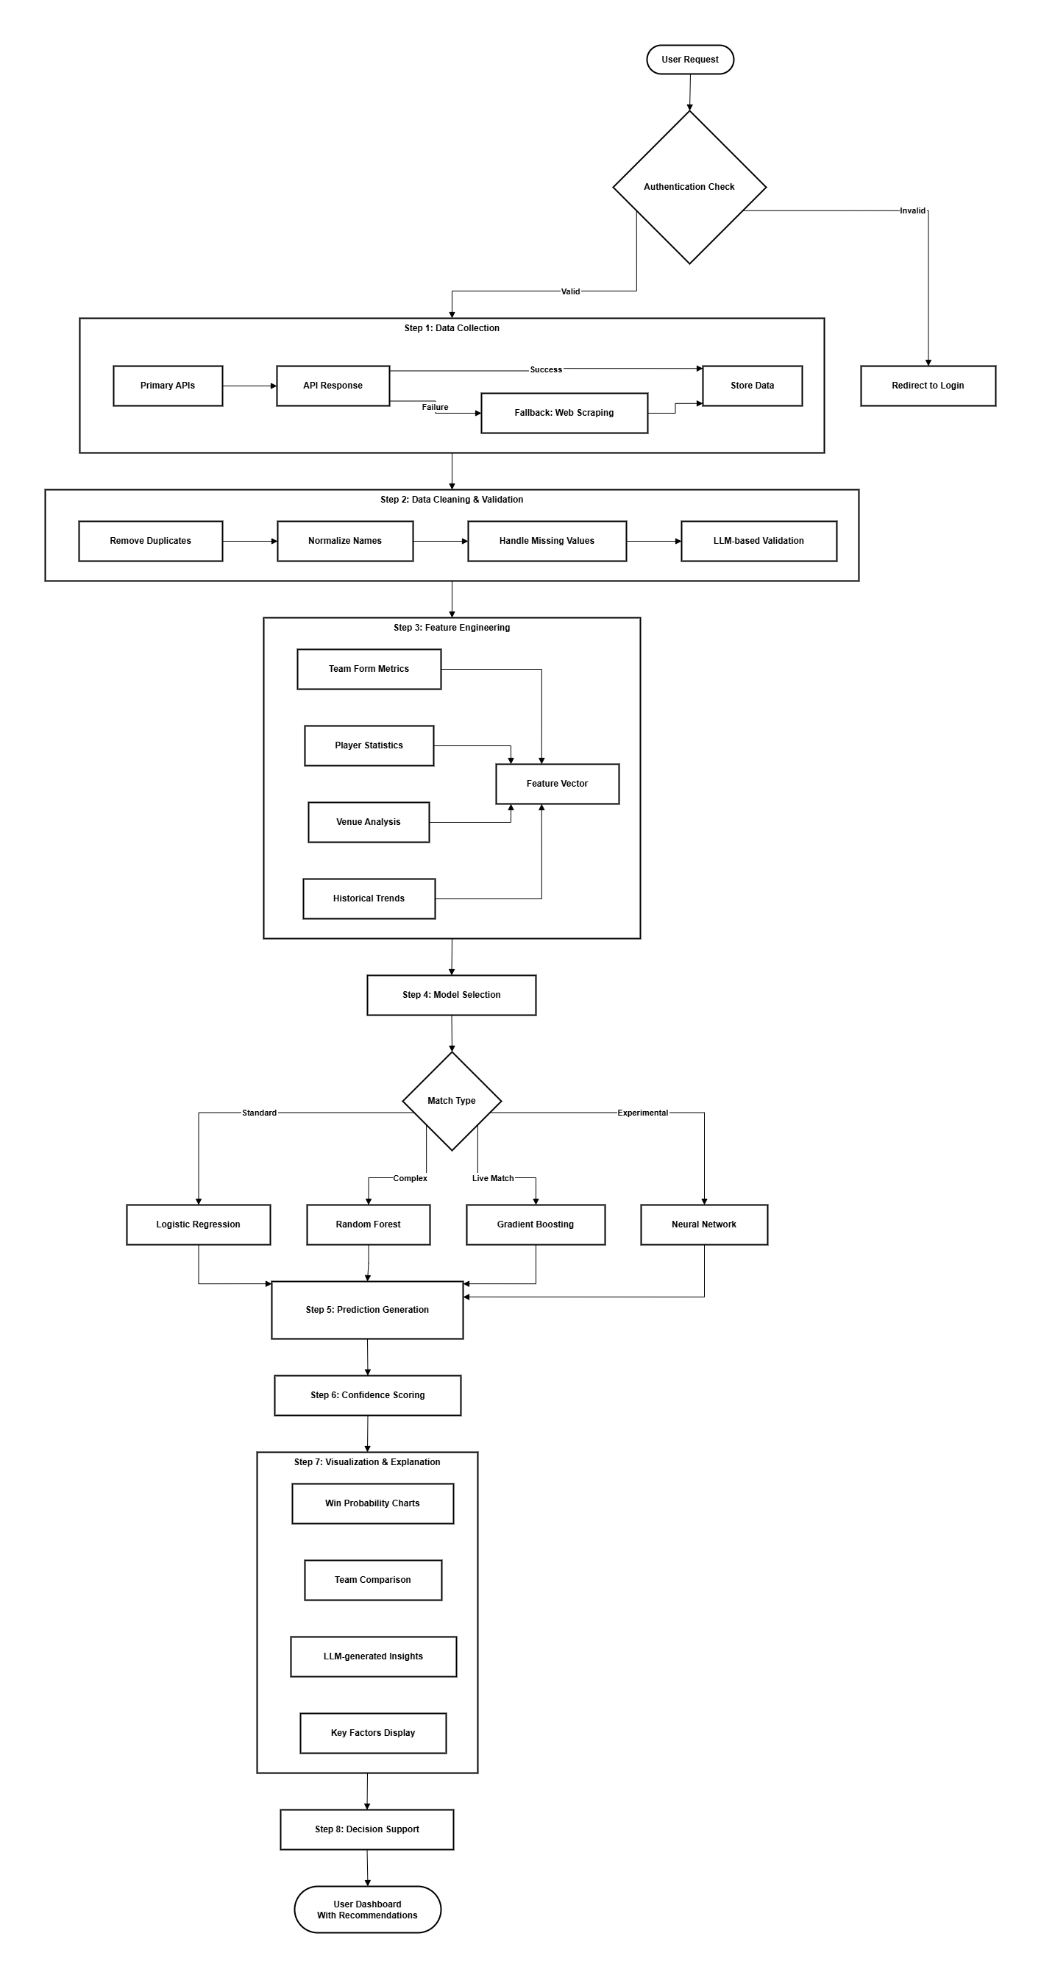 User Request
Authentication Check
Invalid
Valid
Step 1: Data Collection
Primary APIs
API Response
Success
Failure
Fallback: Web Scraping
Store Data
Redirect to Login
Step 2: Data Cleaning & Validation
Remove Duplicates
Normalize Names
Handle Missing Values
LLM-based Validation
Step 3: Feature Engineering
Team Form Metrics
Player Statistics
Feature Vector
Venue Analysis
Historical Trends
Step 4: Model Selection
Match Type
Standard
Experimental
Complex
Live Match
Logistic Regression
Random Forest
Gradient Boosting
Neural Network
Step 5: Prediction Generation
Step 6: Confidence Scoring
Step 7: Visualization & Explanation
Win Probability Charts
Team Comparison
LLM-generated Insights
Key Factors Display
Step 8: Decision Support
User Dashboard
With Recommendations